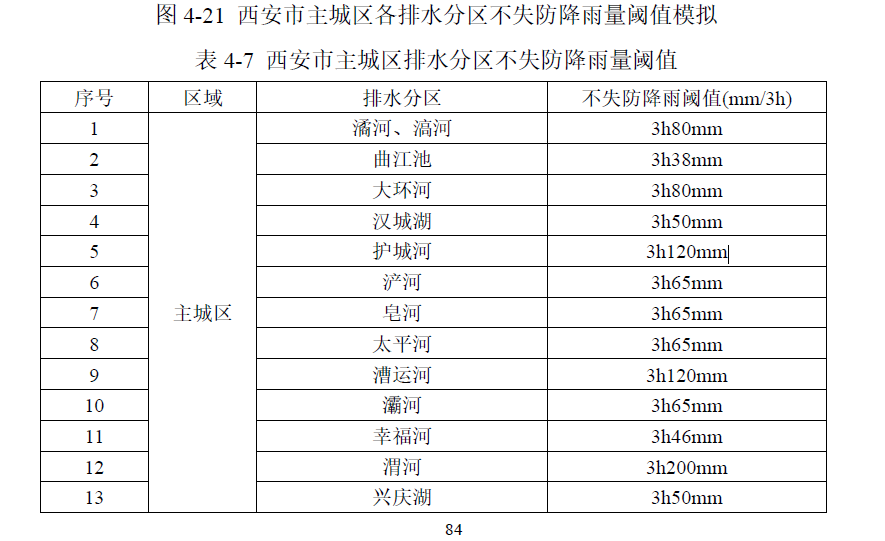 图 4-21 西安市主城区各排水分区不失防降雨量阈值模拟
表 4-7 西安市主城区排水分区不失防降雨量阈值
序号 区域 排水分区 不失防降雨阈值(mm/3h)
1 潏河、滈河 3h80mm
2 曲江池 3h38mm
3 大环河 3h80mm
4 汉城湖 3h50mm
5 护城河 3h120mm
6 浐河 3h65mm
7 主城区 皂河 3h65mm
8 太平河 3h65mm
9 漕运河 3h120mm
10 灞河 3h65mm
11 幸福河 3h46mm
12 渭河 3h200mm
13 兴庆湖 3h50mm
84